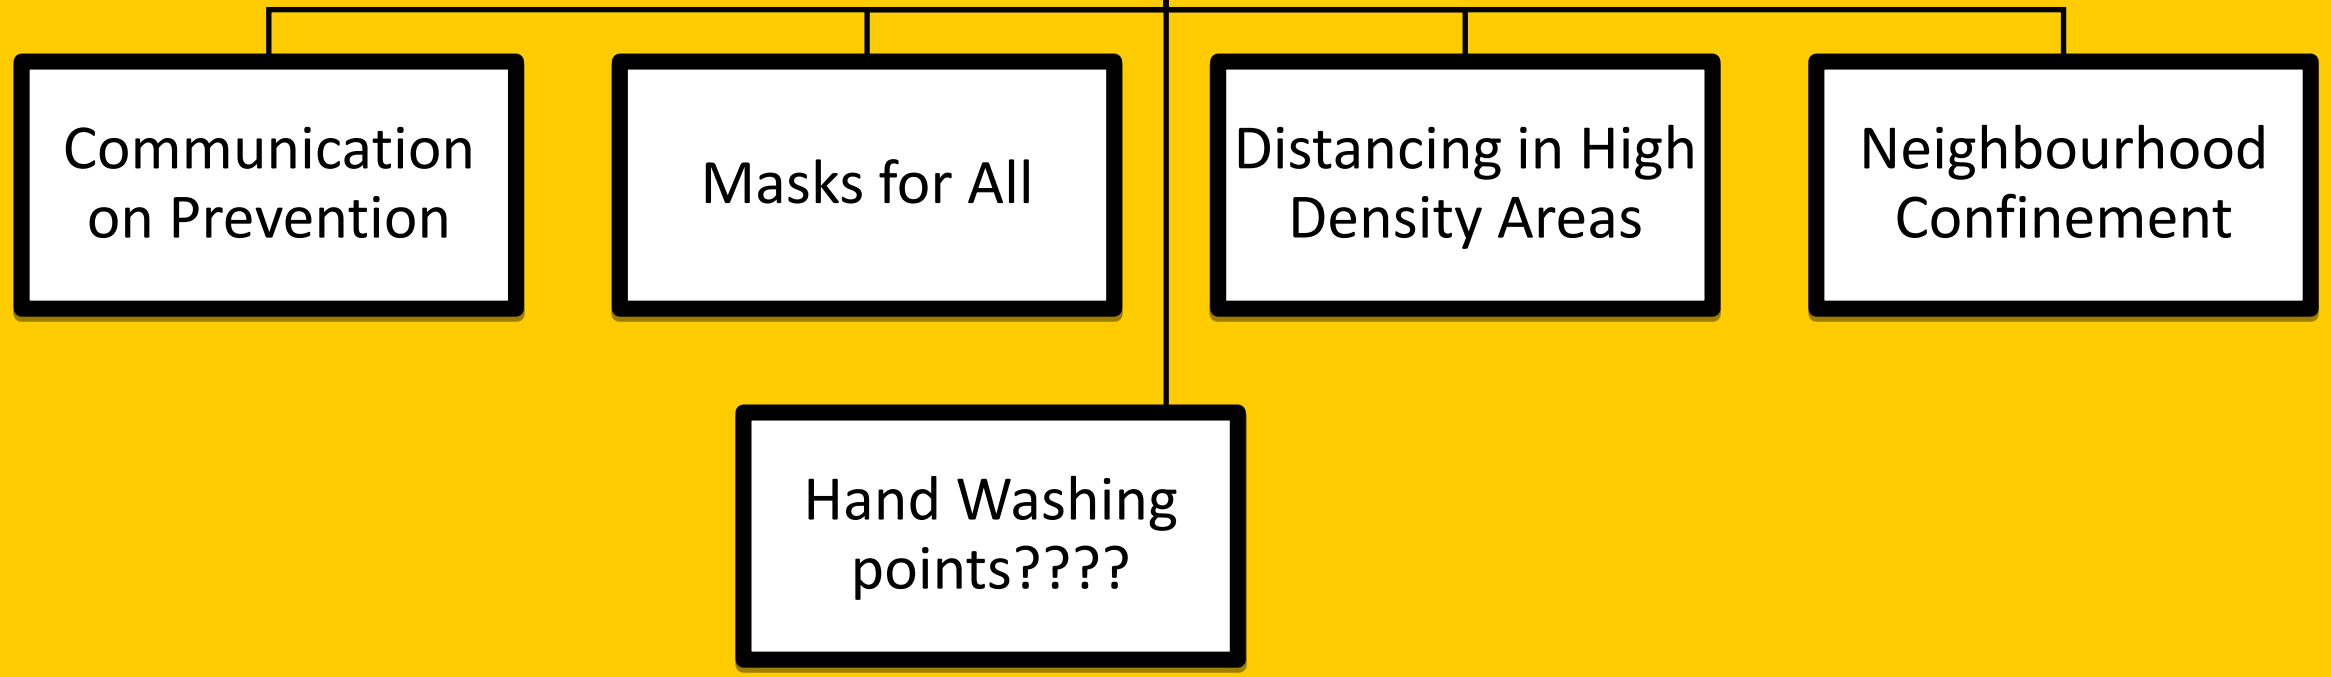 Communication
on Prevention
Masks for All
Distancing in High
Density Areas
Neighbourhood
Confinement
Hand Washing
points????